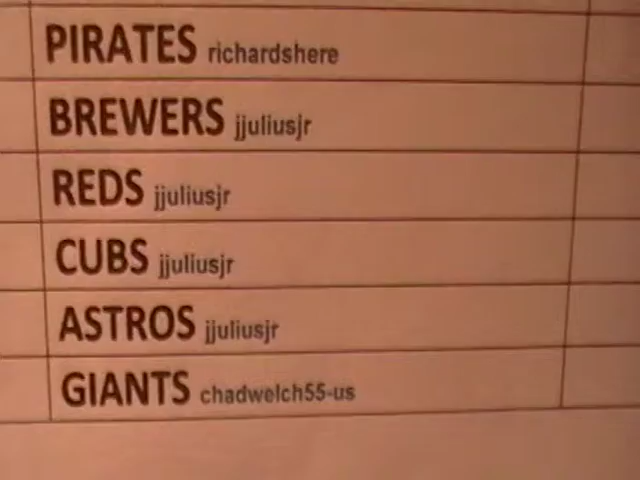 PIRATES richardshere
BREWERS jjuliusjr
REDS jjuliusjr
CUBS jjuliusjr
ASTROS jjuliusjr
GIANTS chadwelch55-us